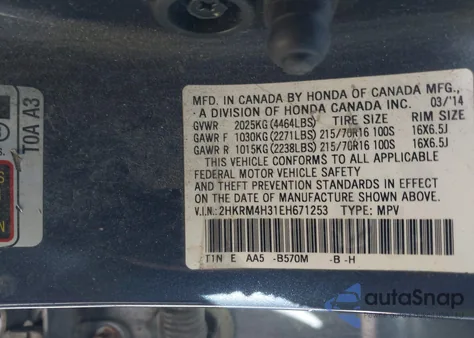 MFD. IN CANADA BY HONDA OF CANADA MFG.,
- A DIVISION OF HONDA CANADA INC. 03/'14
GVWR 2025KG(4464LBS) TIRE SIZE RIM SIZE
GAWR F 1030KG(2271LBS) 215/70R16 100S 16X6.5J
GAWR R 1015KG(2238LBS) 215/70R16 100S 16X6.5J
THIS VEHICLE CONFORMS TO ALL APPLICABLE
FEDERAL MOTOR VEHICLE SAFETY
AND THEFT PREVENTION STANDARDS IN EFFECT
ON THE DATE OF MANUFACTURE SHOWN ABOVE.
V.I.N.: 2HKRM4H31EH671253 TYPE: MPV
T1N E AA5 -B570M -B -H
T0A A3
autoSnap